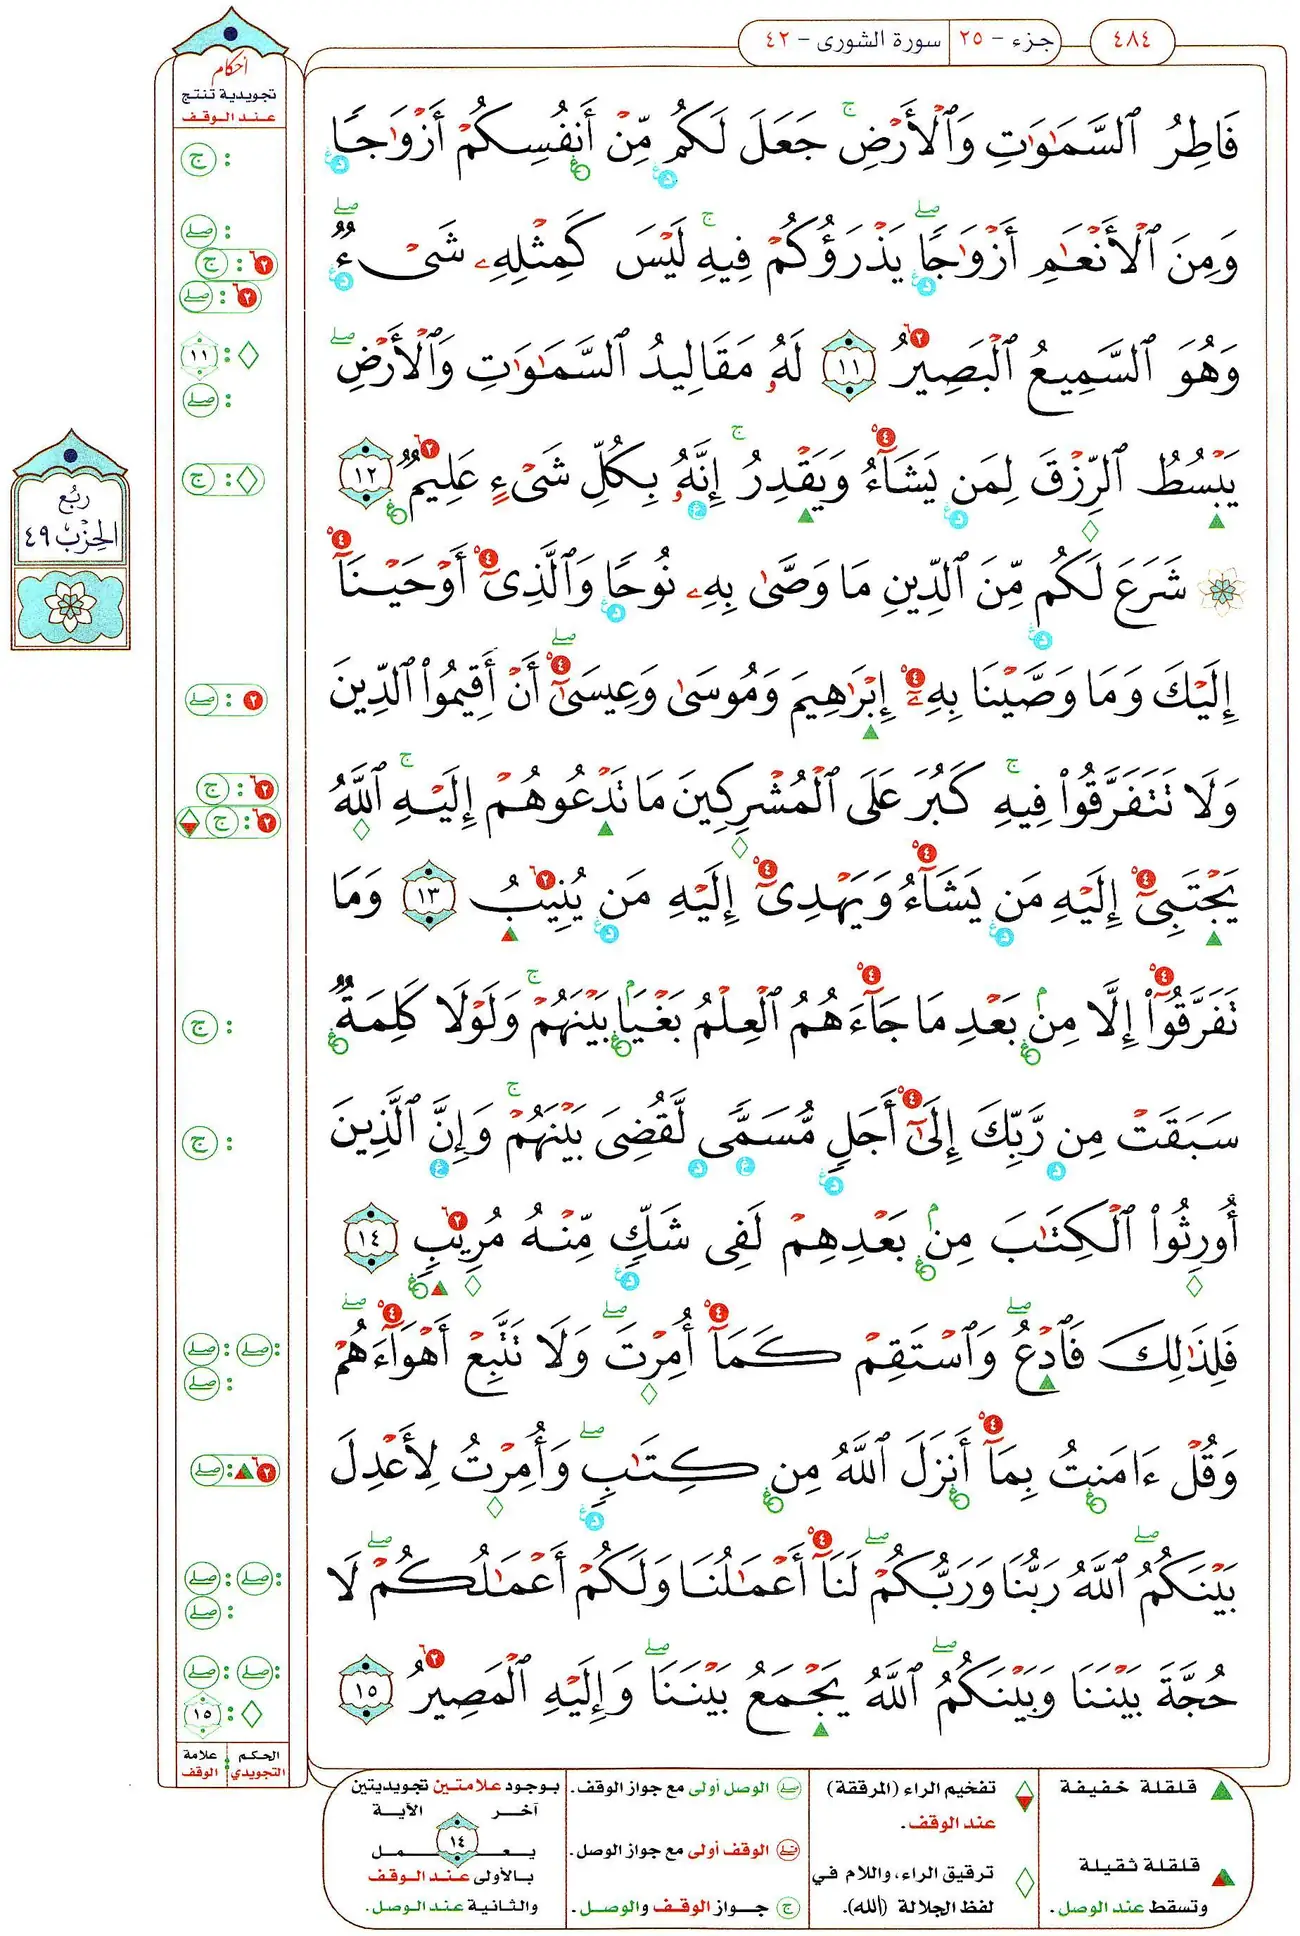 ٤٨٤
جزء - ٢٥
سورة الشورى - ٤٢
أحكام
تجويدية تنتج
عند الوقف
فَاطِرُ ٱلسَّمَـٰوَٰتِ وَٱلْأَرْضِ ۚ جَعَلَ لَكُم مِّنْ أَنفُسِكُمْ أَزْوَٰجًا
وَمِنَ ٱلْأَنْعَـٰمِ أَزْوَٰجًا ۖ يَذْرَؤُكُمْ فِيهِ ۚ لَيْسَ كَمِثْلِهِۦ شَىْءٌ ۖ
وَهُوَ ٱلسَّمِيعُ ٱلْبَصِيرُ ١١ لَهُۥ مَقَالِيدُ ٱلسَّمَـٰوَٰتِ وَٱلْأَرْضِ ۖ
يَبْسُطُ ٱلرِّزْقَ لِمَن يَشَآءُ وَيَقْدِرُ ۚ إِنَّهُۥ بِكُلِّ شَىْءٍ عَلِيمٌ ١٢
ربع
الحزب ٤٩
۞ شَرَعَ لَكُم مِّنَ ٱلدِّينِ مَا وَصَّىٰ بِهِۦ نُوحًا وَٱلَّذِىٓ أَوْحَيْنَآ
إِلَيْكَ وَمَا وَصَّيْنَا بِهِۦٓ إِبْرَٰهِيمَ وَمُوسَىٰ وَعِيسَىٰٓ ۖ أَنْ أَقِيمُوا۟ ٱلدِّينَ
وَلَا تَتَفَرَّقُوا۟ فِيهِ ۚ كَبُرَ عَلَى ٱلْمُشْرِكِينَ مَا تَدْعُوهُمْ إِلَيْهِ ۚ ٱللَّهُ
يَجْتَبِىٓ إِلَيْهِ مَن يَشَآءُ وَيَهْدِىٓ إِلَيْهِ مَن يُنِيبُ ١٣ وَمَا
تَفَرَّقُوٓا۟ إِلَّا مِنۢ بَعْدِ مَا جَآءَهُمُ ٱلْعِلْمُ بَغْيًۢا بَيْنَهُمْ ۚ وَلَوْلَا كَلِمَةٌ
سَبَقَتْ مِن رَّبِّكَ إِلَىٰٓ أَجَلٍ مُّسَمًّى لَّقُضِىَ بَيْنَهُمْ ۚ وَإِنَّ ٱلَّذِينَ
أُورِثُوا۟ ٱلْكِتَـٰبَ مِنۢ بَعْدِهِمْ لَفِى شَكٍّ مِّنْهُ مُرِيبٍ ١٤
فَلِذَٰلِكَ فَٱدْعُ ۖ وَٱسْتَقِمْ كَمَآ أُمِرْتَ ۖ وَلَا تَتَّبِعْ أَهْوَآءَهُمْ ۖ
وَقُلْ ءَامَنتُ بِمَآ أَنزَلَ ٱللَّهُ مِن كِتَـٰبٍ ۖ وَأُمِرْتُ لِأَعْدِلَ
بَيْنَكُمُ ۖ ٱللَّهُ رَبُّنَا وَرَبُّكُمْ ۖ لَنَآ أَعْمَـٰلُنَا وَلَكُمْ أَعْمَـٰلُكُمْ ۖ لَا
حُجَّةَ بَيْنَنَا وَبَيْنَكُمُ ۖ ٱللَّهُ يَجْمَعُ بَيْنَنَا ۖ وَإِلَيْهِ ٱلْمَصِيرُ ١٥
الحكم التجويدي
علامة الوقف
قلقلة خفيفة
قلقلة ثقيلة
وتسقط عند الوصل.
تفخيم الراء (المرققة)
عند الوقف.
ترقيق الراء، واللام في
لفظ الجلالة (الله).
صلى الوصل أولى مع جواز الوقف.
قلى الوقف أولى مع جواز الوصل.
ج جواز الوقف والوصل.
بوجود علامتين تجويديتين
آخر الآية
١٤
يعمل
بالأولى عند الوقف
والثانية عند الوصل.